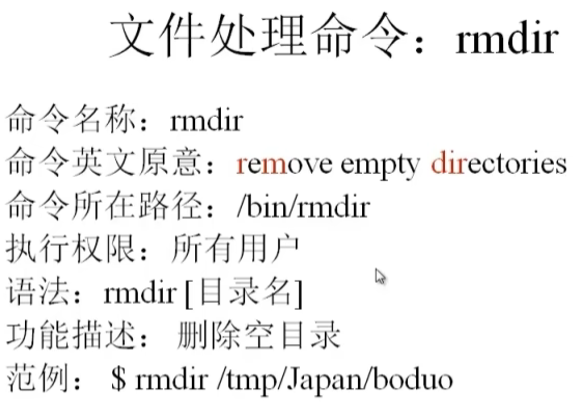 文件处理命令：rmdir
命令名称：rmdir
命令英文原意：remove empty directories
命令所在路径：/bin/rmdir
执行权限：所有用户
语法：rmdir [目录名]
功能描述： 删除空目录
范例： $ rmdir /tmp/Japan/boduo